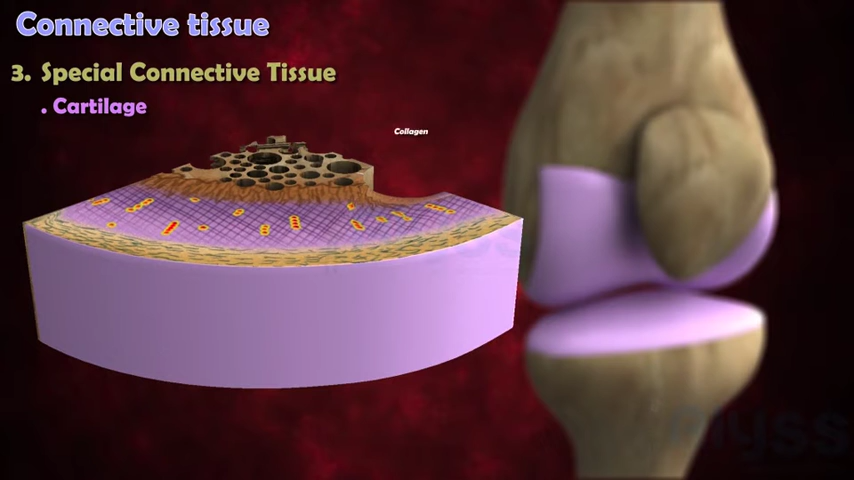 Connective tissue
3. Special Connective Tissue
. Cartilage
Collagen